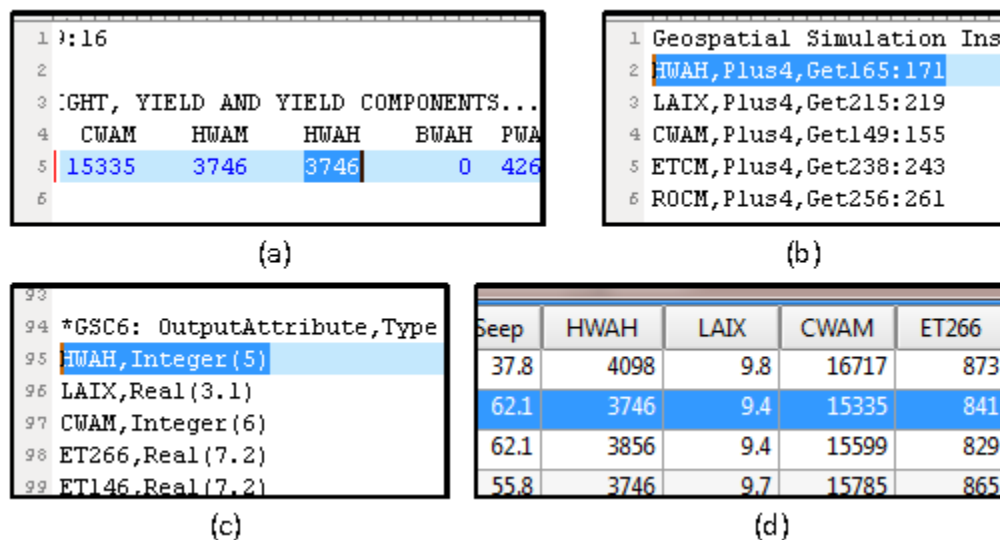 1 9:16
2
3 IGHT, YIELD AND YIELD COMPONENTS...
4 CWAM HWAM HWAH BWAH PWA
5 15335 3746 3746 0 426
6
(a)
1 Geospatial Simulation Ins
2 HWAH,Plus4,Get165:171
3 LAIX,Plus4,Get215:219
4 CWAM,Plus4,Get149:155
5 ETCM,Plus4,Get238:243
6 ROCM,Plus4,Get256:261
(b)
93
94 *GSC6: OutputAttribute,Type
95 HWAH,Integer(5)
96 LAIX,Real(3.1)
97 CWAM,Integer(6)
98 ET266,Real(7.2)
99 ET146,Real(7.2)
(c)
Seep HWAH LAIX CWAM ET266
37.8 4098 9.8 16717 873
62.1 3746 9.4 15335 841
62.1 3856 9.4 15599 829
55.8 3746 9.7 15785 865
(d)